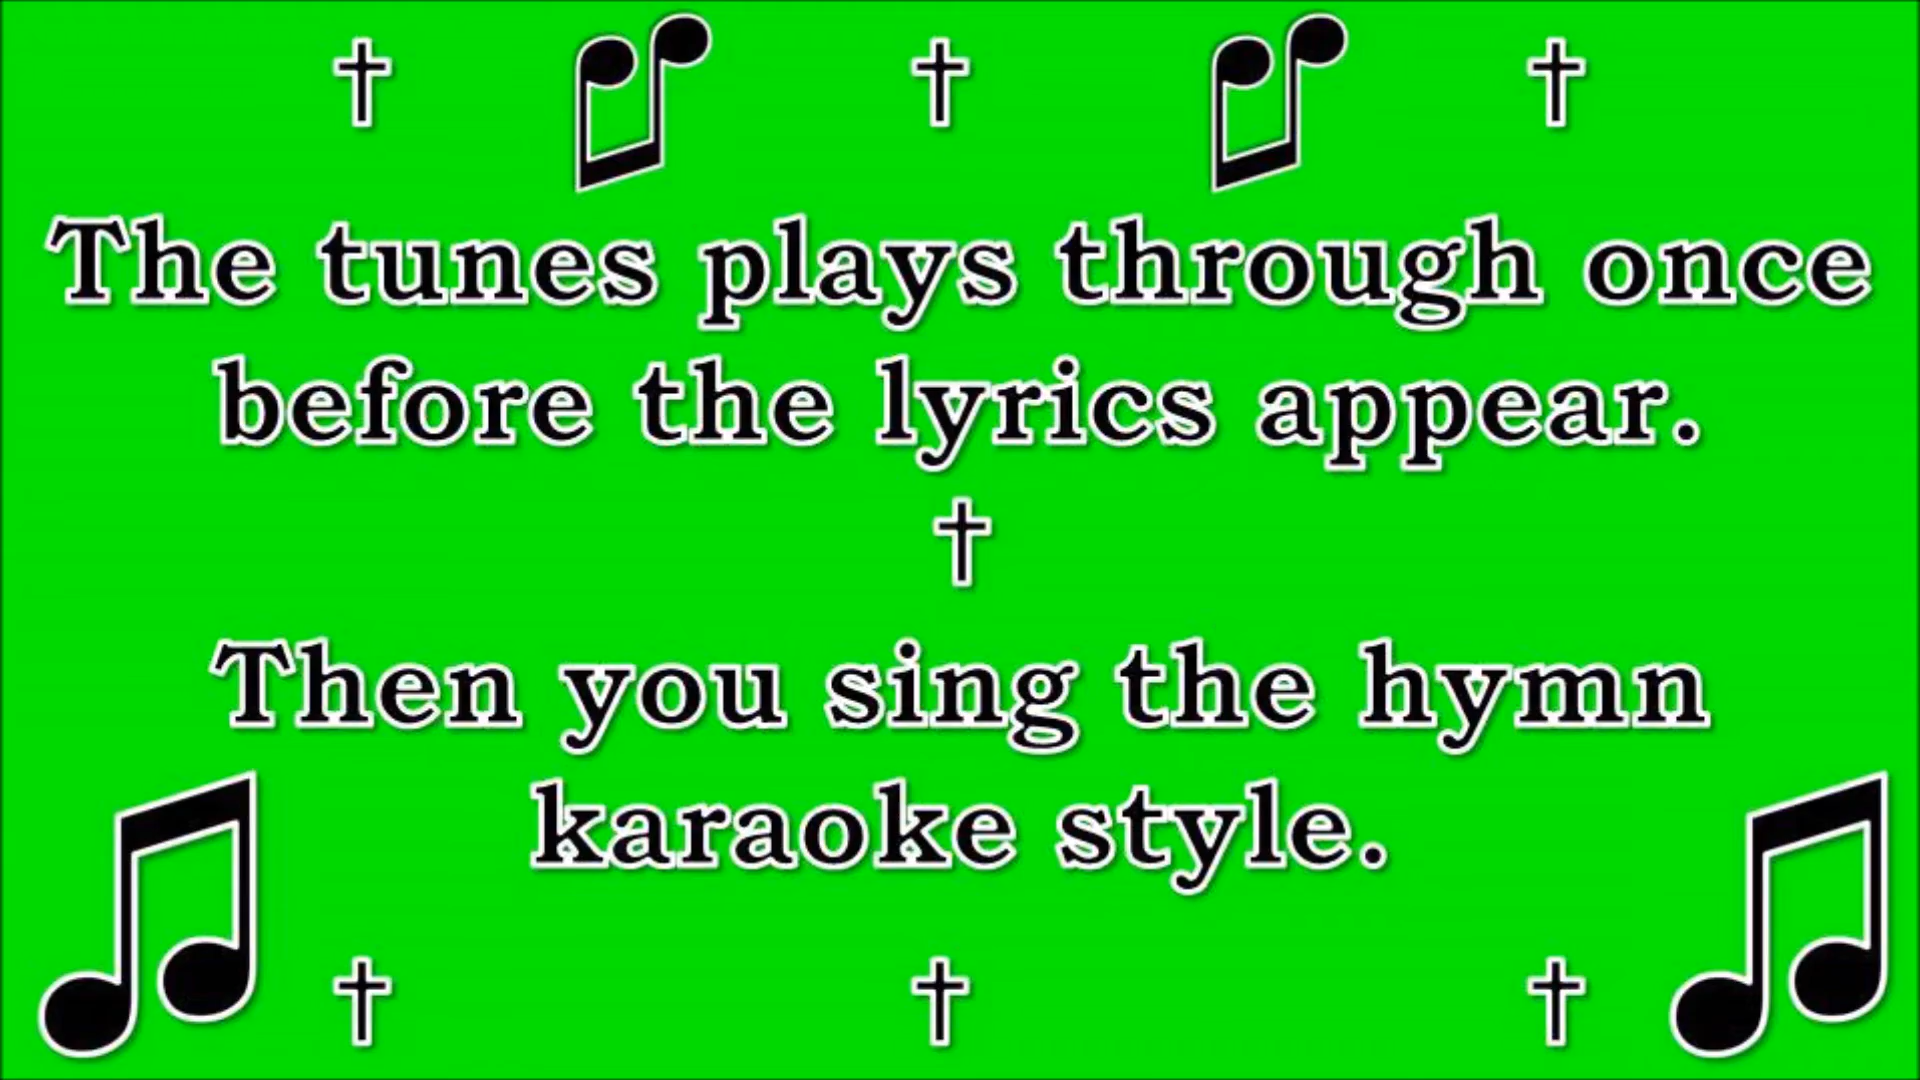 The tunes plays through once
before the lyrics appear.
Then you sing the hymn
karaoke style.